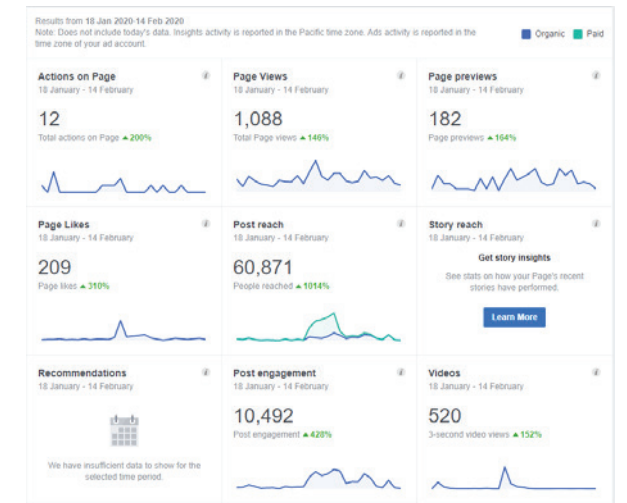 Results from 18 Jan 2020-14 Feb 2020
Note: Does not include today's data. Insights activity is reported in the Pacific time zone. Ads activity is reported in the
time zone of your ad account.
Organic Paid
Actions on Page
18 January - 14 February
12
Total actions on Page ▲200%
Page Views
18 January - 14 February
1,088
Total Page views ▲146%
Page previews
18 January - 14 February
182
Page previews ▲164%
Page Likes
18 January - 14 February
209
Page likes ▲310%
Post reach
18 January - 14 February
60,871
People reached ▲1014%
Story reach
18 January - 14 February
Get story insights
See stats on how your Page's recent
stories have performed.
Learn More
Recommendations
18 January - 14 February
We have insufficient data to show for the
selected time period.
Post engagement
18 January - 14 February
10,492
Post engagement ▲428%
Videos
18 January - 14 February
520
3-second video views ▲152%